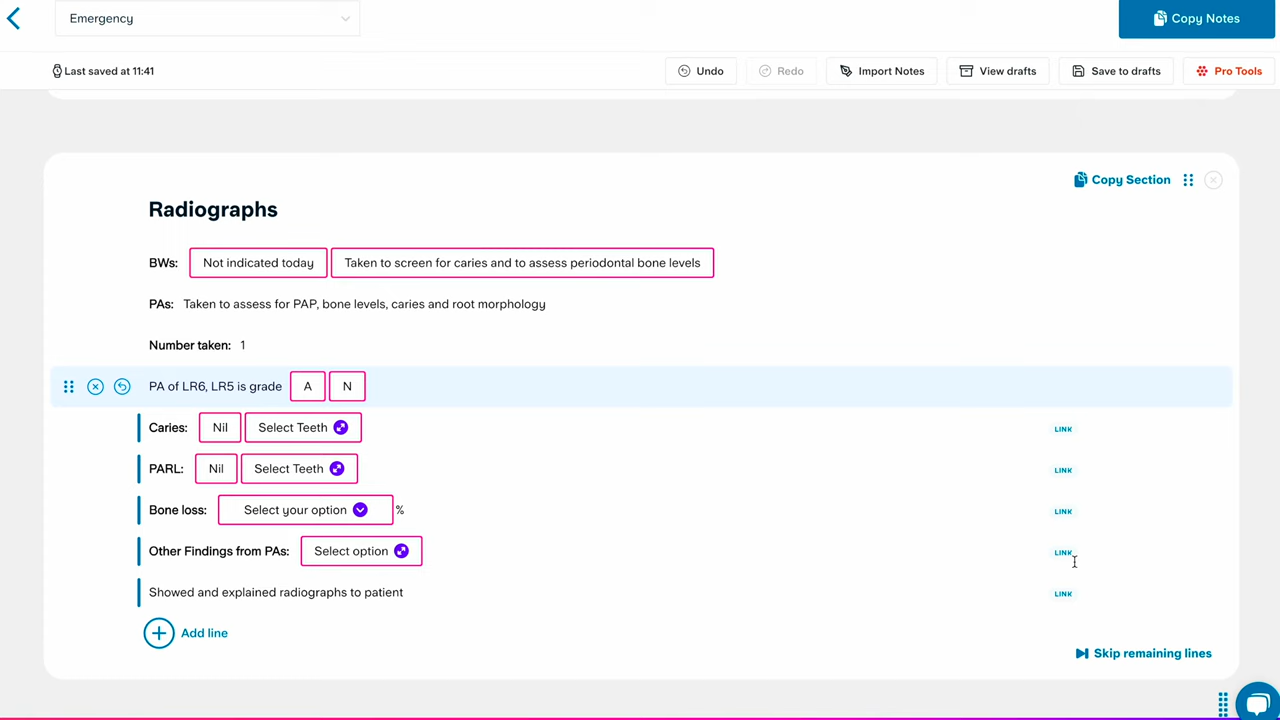 Emergency
Copy Notes
Last saved at 11:41
Undo
Redo
Import Notes
View drafts
Save to drafts
Pro Tools
Copy Section
Radiographs
BWs: Not indicated today Taken to screen for caries and to assess periodontal bone levels
PAs: Taken to assess for PAP, bone levels, caries and root morphology
Number taken: 1
PA of LR6, LR5 is grade A N
Caries: Nil Select Teeth LINK
PARL: Nil Select Teeth LINK
Bone loss: Select your option % LINK
Other Findings from PAs: Select option LINK
Showed and explained radiographs to patient LINK
Add line
Skip remaining lines